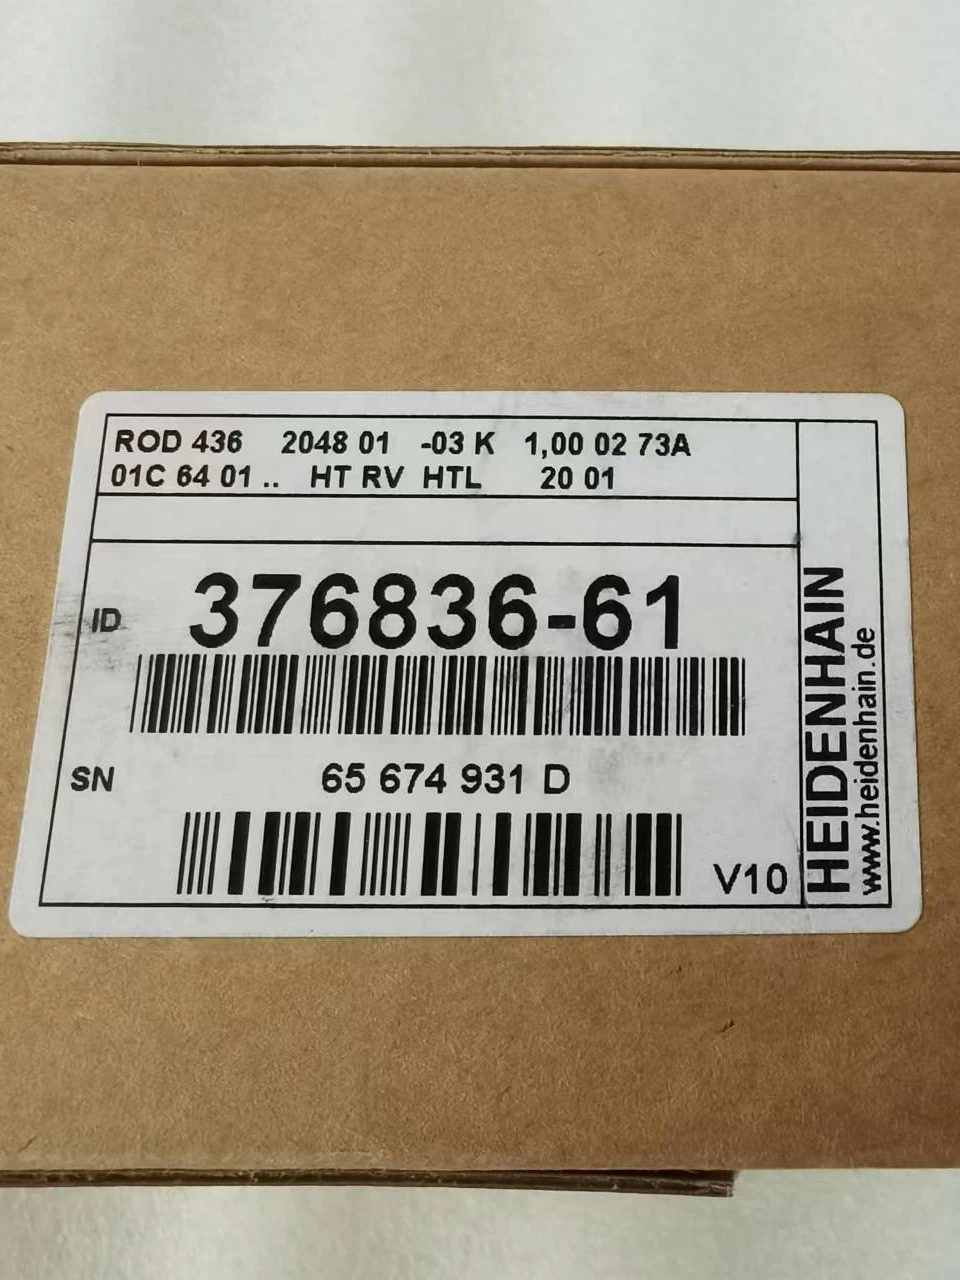 ROD 436 2048 01 -03 K 1,00 02 73A
01C 64 01 .. HT RV HTL 20 01
ID 376836-61
SN 65 674 931 D
V10
HEIDENHAIN
www.heidenhain.de